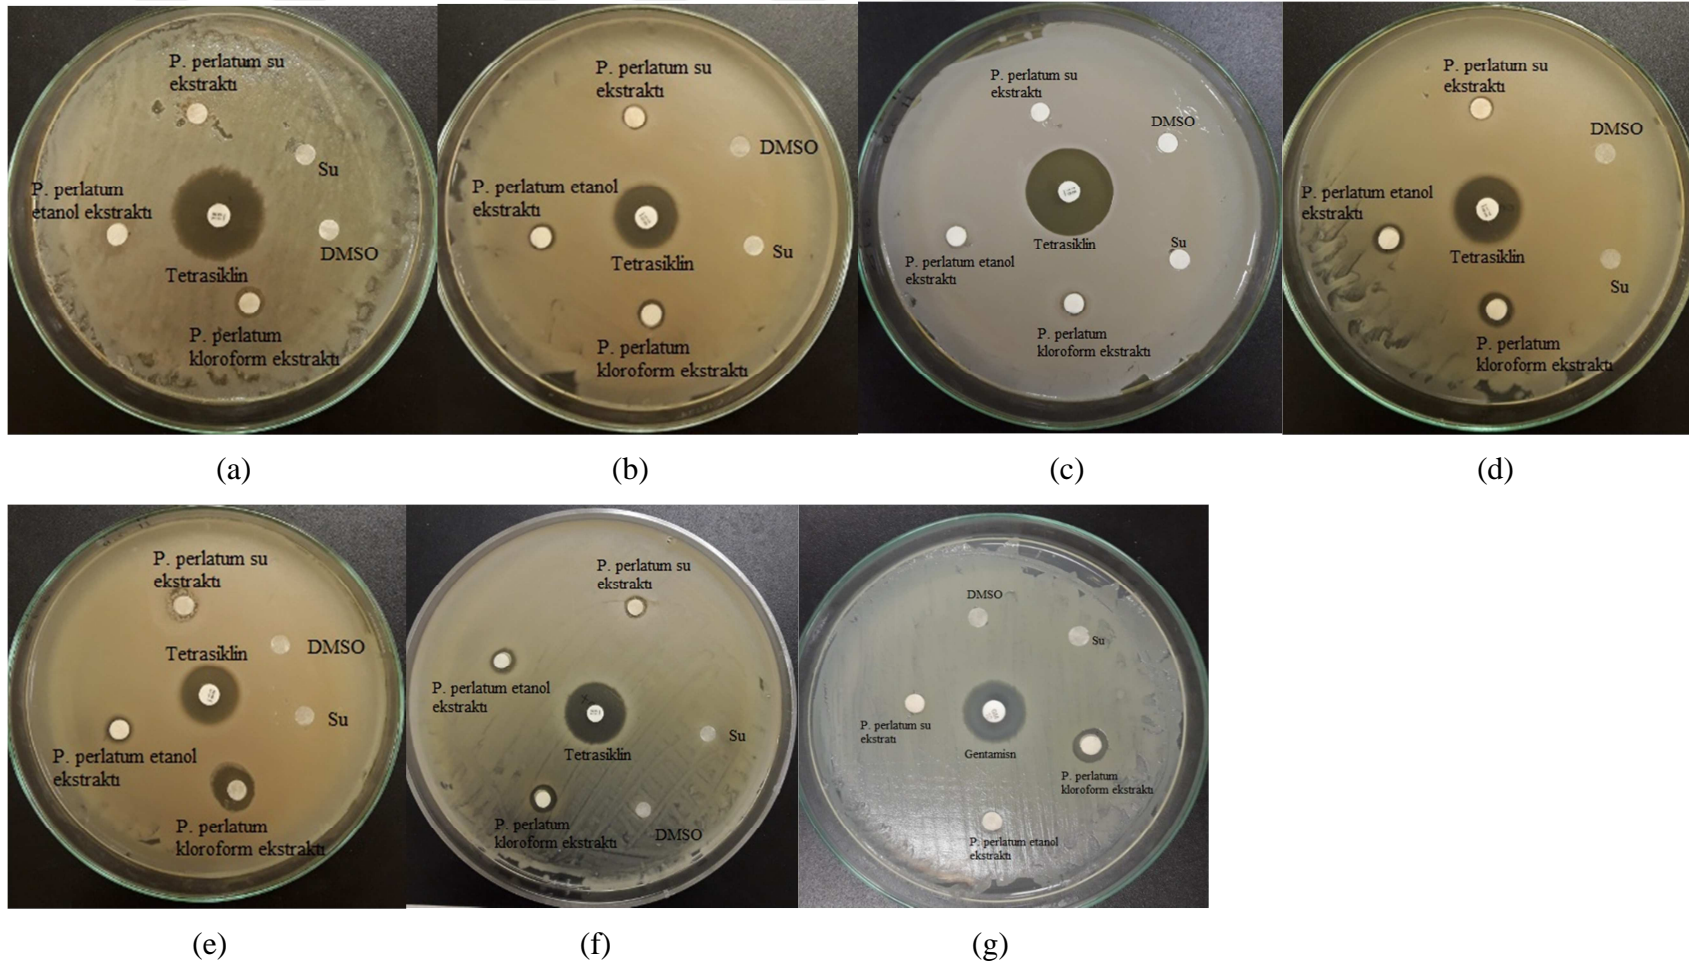 P. perlatum su
ekstraktı
Su
P. perlatum
etanol ekstraktı
DMSO
Tetrasiklin
P. perlatum
kloroform ekstraktı
(a)
P. perlatum su
ekstraktı
DMSO
P. perlatum etanol
ekstraktı
Su
Tetrasiklin
P. perlatum
kloroform ekstraktı
(b)
P. perlatum su
ekstraktı
DMSO
Tetrasiklin
Su
P. perlatum etanol
ekstraktı
P. perlatum
kloroform ekstraktı
(c)
P. perlatum su
ekstraktı
DMSO
P. perlatum etanol
ekstraktı
Tetrasiklin
Su
P. perlatum
kloroform ekstraktı
(d)
P. perlatum su
ekstraktı
Tetrasiklin
DMSO
Su
P. perlatum etanol
ekstraktı
P. perlatum
kloroform ekstraktı
(e)
P. perlatum su
ekstraktı
P. perlatum etanol
ekstraktı
Su
Tetrasiklin
P. perlatum
kloroform ekstraktı
DMSO
(f)
DMSO
Su
P. perlatum su
ekstratı
Gentamisn
P. perlatum
kloroform ekstraktı
P. perlatum etanol
ekstraktı
(g)